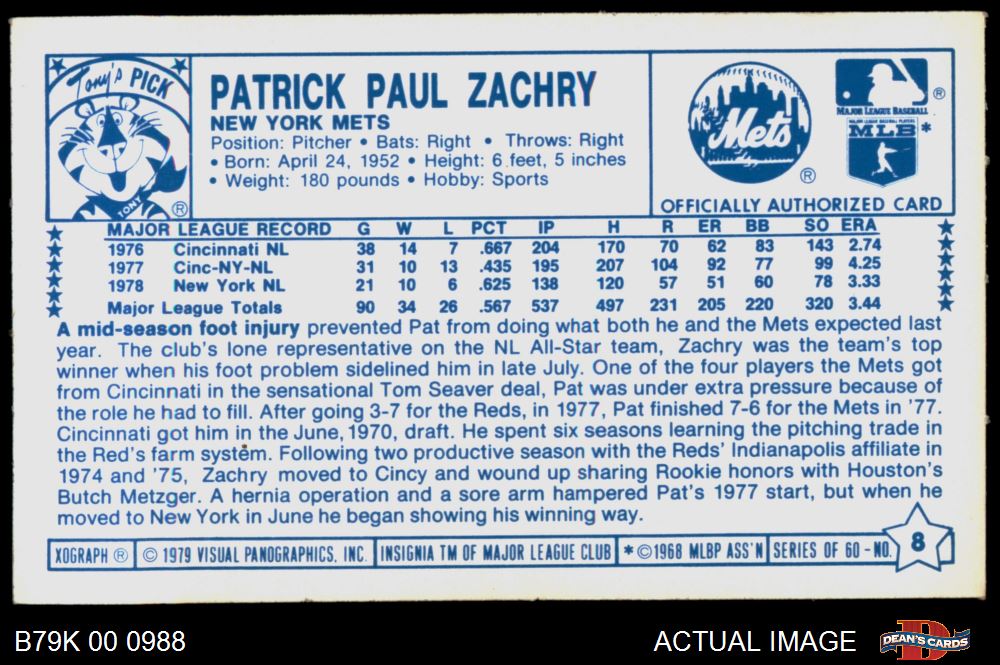 Tony's PICK
TONY ®
PATRICK PAUL ZACHRY
NEW YORK METS
Position: Pitcher • Bats: Right • Throws: Right
• Born: April 24, 1952 • Height: 6 feet, 5 inches
• Weight: 180 pounds • Hobby: Sports
Mets ®
MAJOR LEAGUE BASEBALL ®
MAJOR LEAGUE BASEBALL PLAYERS
MLB *
OFFICIALLY AUTHORIZED CARD
MAJOR LEAGUE RECORD G W L PCT IP H R ER BB SO ERA
1976 Cincinnati NL 38 14 7 .667 204 170 70 62 83 143 2.74
1977 Cinc-NY-NL 31 10 13 .435 195 207 104 92 77 99 4.25
1978 New York NL 21 10 6 .625 138 120 57 51 60 78 3.33
Major League Totals 90 34 26 .567 537 497 231 205 220 320 3.44
A mid-season foot injury prevented Pat from doing what both he and the Mets expected last
year. The club's lone representative on the NL All-Star team, Zachry was the team's top
winner when his foot problem sidelined him in late July. One of the four players the Mets got
from Cincinnati in the sensational Tom Seaver deal, Pat was under extra pressure because of
the role he had to fill. After going 3-7 for the Reds, in 1977, Pat finished 7-6 for the Mets in '77.
Cincinnati got him in the June, 1970, draft. He spent six seasons learning the pitching trade in
the Red's farm system. Following two productive season with the Reds' Indianapolis affiliate in
1974 and '75, Zachry moved to Cincy and wound up sharing Rookie honors with Houston's
Butch Metzger. A hernia operation and a sore arm hampered Pat's 1977 start, but when he
moved to New York in June he began showing his winning way.
XOGRAPH ® © 1979 VISUAL PANOGRAPHICS, INC. INSIGNIA TM OF MAJOR LEAGUE CLUB * ©1968 MLBP ASS'N SERIES OF 60 - NO. 8
B79K 00 0988
ACTUAL IMAGE
DEAN'S CARDS